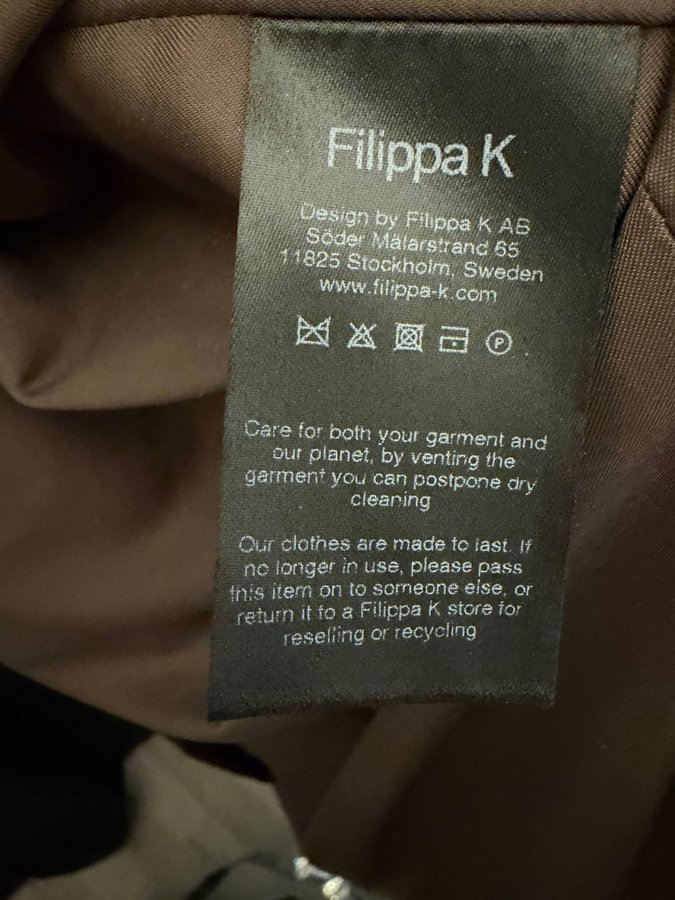 Filippa K
Design by Filippa K AB
Söder Mälarstrand 65
11825 Stockholm, Sweden
www.filippa-k.com
P
Care for both your garment and
our planet, by venting the
garment you can postpone dry
cleaning
Our clothes are made to last. If
no longer in use, please pass
this item on to someone else, or
return it to a Filippa K store for
reselling or recycling